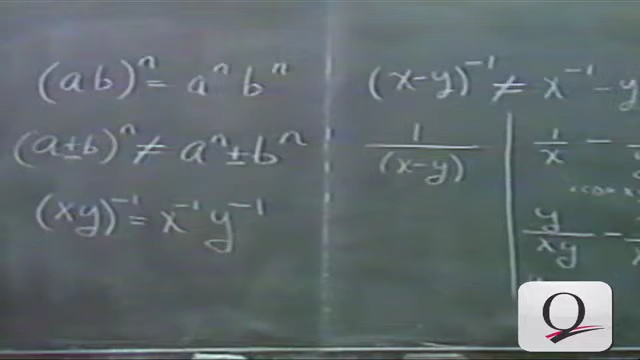 (ab)ⁿ = aⁿ bⁿ
(a±b)ⁿ ≠ aⁿ ± bⁿ
(xy)⁻¹ = x⁻¹ y⁻¹
(x-y)⁻¹ ≠ x⁻¹ - y
1/(x-y)
1/x -
y/xy -
Q